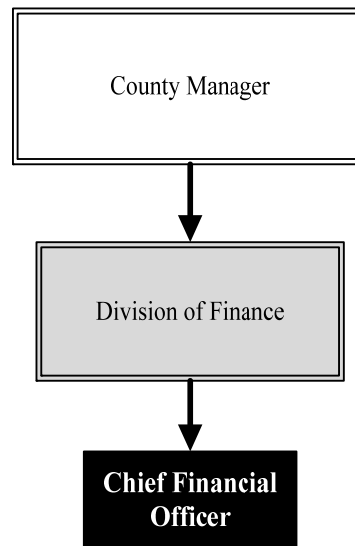 County Manager
Division of Finance
Chief Financial
Officer